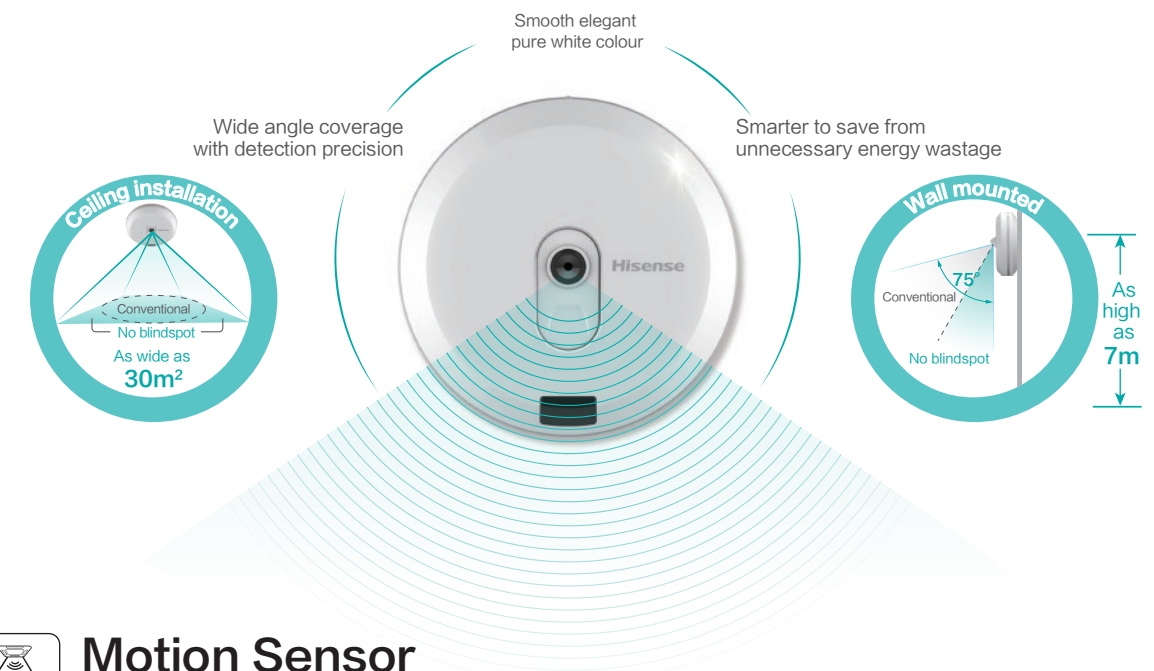 Smooth elegant
pure white colour
Wide angle coverage
with detection precision
Smarter to save from
unnecessary energy wastage
Ceiling installation
Conventional
No blindspot
As wide as
30m²
Hisense
Wall mounted
75°
Conventional
No blindspot
As
high
as
7m
Motion Sensor